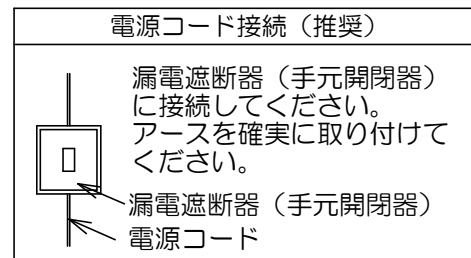 電源コード接続（推奨）
漏電遮断器（手元開閉器）
に接続してください。
アースを確実に取り付けて
ください。
漏電遮断器（手元開閉器）
電源コード